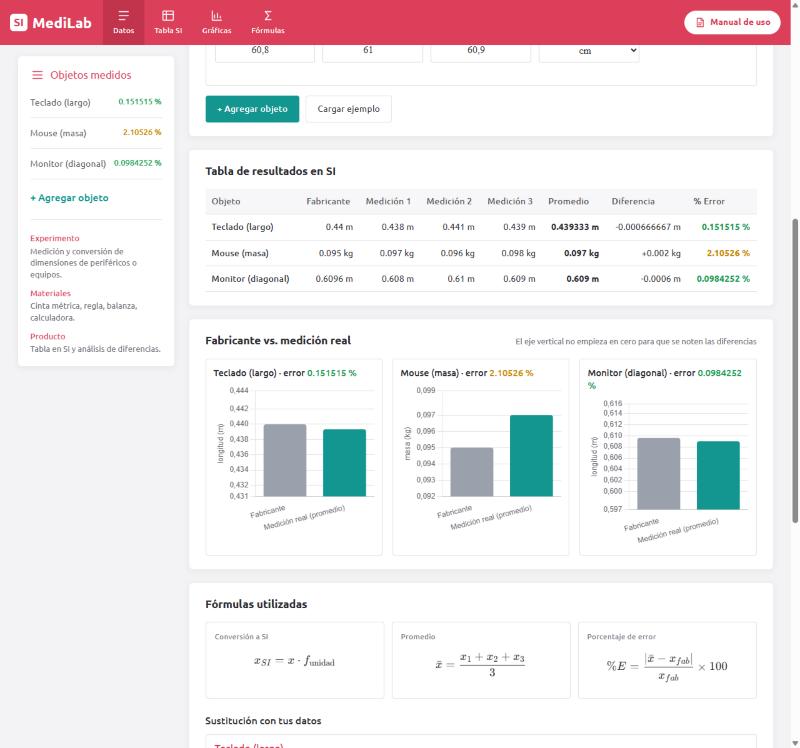 SI MediLab
Datos
Tabla SI
Gráficas
Fórmulas
Manual de uso
Objetos medidos
Teclado (largo) 0.151515 %
Mouse (masa) 2.10526 %
Monitor (diagonal) 0.0984252 %
+ Agregar objeto
Experimento
Medición y conversión de
dimensiones de periféricos o
equipos.
Materiales
Cinta métrica, regla, balanza,
calculadora.
Producto
Tabla en SI y análisis de diferencias.
60,8 61 60,9 cm
+ Agregar objeto Cargar ejemplo
Tabla de resultados en SI
Objeto Fabricante Medición 1 Medición 2 Medición 3 Promedio Diferencia % Error
Teclado (largo) 0.44 m 0.438 m 0.441 m 0.439 m 0.439333 m -0.000666667 m 0.151515 %
Mouse (masa) 0.095 kg 0.097 kg 0.096 kg 0.098 kg 0.097 kg +0.002 kg 2.10526 %
Monitor (diagonal) 0.6096 m 0.608 m 0.61 m 0.609 m 0.609 m -0.0006 m 0.0984252 %
Fabricante vs. medición real
El eje vertical no empieza en cero para que se noten las diferencias
Teclado (largo) · error 0.151515 %
0,444
0,442
0,440
0,438
0,436
0,434
0,432
0,431
longitud (m)
Fabricante
Medición real (promedio)
Mouse (masa) · error 2.10526 %
0,099
0,097
0,096
0,095
0,094
0,093
0,092
masa (kg)
Fabricante
Medición real (promedio)
Monitor (diagonal) · error 0.0984252
%
0,616
0,614
0,612
0,610
0,608
0,606
0,604
0,602
0,600
0,597
longitud (m)
Fabricante
Medición real (promedio)
Fórmulas utilizadas
Conversión a SI
x_SI = x · f_unidad
Promedio
x̄ = (x₁ + x₂ + x₃) / 3
Porcentaje de error
%E = |x̄ − x_fab| / x_fab × 100
Sustitución con tus datos
Teclado (largo)